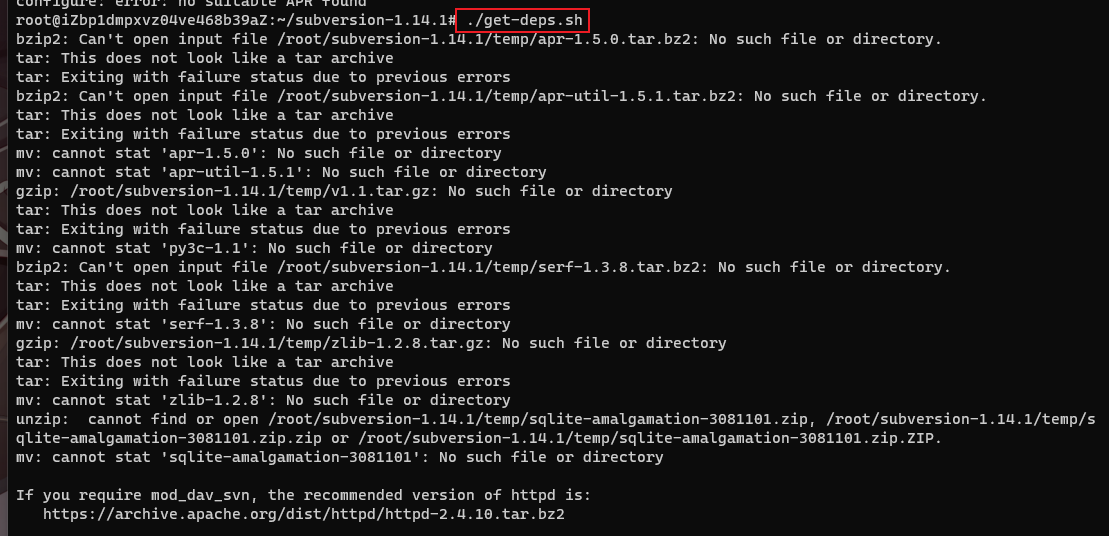 configure: error: no suitable APR found
root@iZbp1dmpxvz04ve468b39aZ:~/subversion-1.14.1# ./get-deps.sh
bzip2: Can't open input file /root/subversion-1.14.1/temp/apr-1.5.0.tar.bz2: No such file or directory.
tar: This does not look like a tar archive
tar: Exiting with failure status due to previous errors
bzip2: Can't open input file /root/subversion-1.14.1/temp/apr-util-1.5.1.tar.bz2: No such file or directory.
tar: This does not look like a tar archive
tar: Exiting with failure status due to previous errors
mv: cannot stat 'apr-1.5.0': No such file or directory
mv: cannot stat 'apr-util-1.5.1': No such file or directory
gzip: /root/subversion-1.14.1/temp/v1.1.tar.gz: No such file or directory
tar: This does not look like a tar archive
tar: Exiting with failure status due to previous errors
mv: cannot stat 'py3c-1.1': No such file or directory
bzip2: Can't open input file /root/subversion-1.14.1/temp/serf-1.3.8.tar.bz2: No such file or directory.
tar: This does not look like a tar archive
tar: Exiting with failure status due to previous errors
mv: cannot stat 'serf-1.3.8': No such file or directory
gzip: /root/subversion-1.14.1/temp/zlib-1.2.8.tar.gz: No such file or directory
tar: This does not look like a tar archive
tar: Exiting with failure status due to previous errors
mv: cannot stat 'zlib-1.2.8': No such file or directory
unzip:  cannot find or open /root/subversion-1.14.1/temp/sqlite-amalgamation-3081101.zip, /root/subversion-1.14.1/temp/s
qlite-amalgamation-3081101.zip.zip or /root/subversion-1.14.1/temp/sqlite-amalgamation-3081101.zip.ZIP.
mv: cannot stat 'sqlite-amalgamation-3081101': No such file or directory
If you require mod_dav_svn, the recommended version of httpd is:
https://archive.apache.org/dist/httpd/httpd-2.4.10.tar.bz2